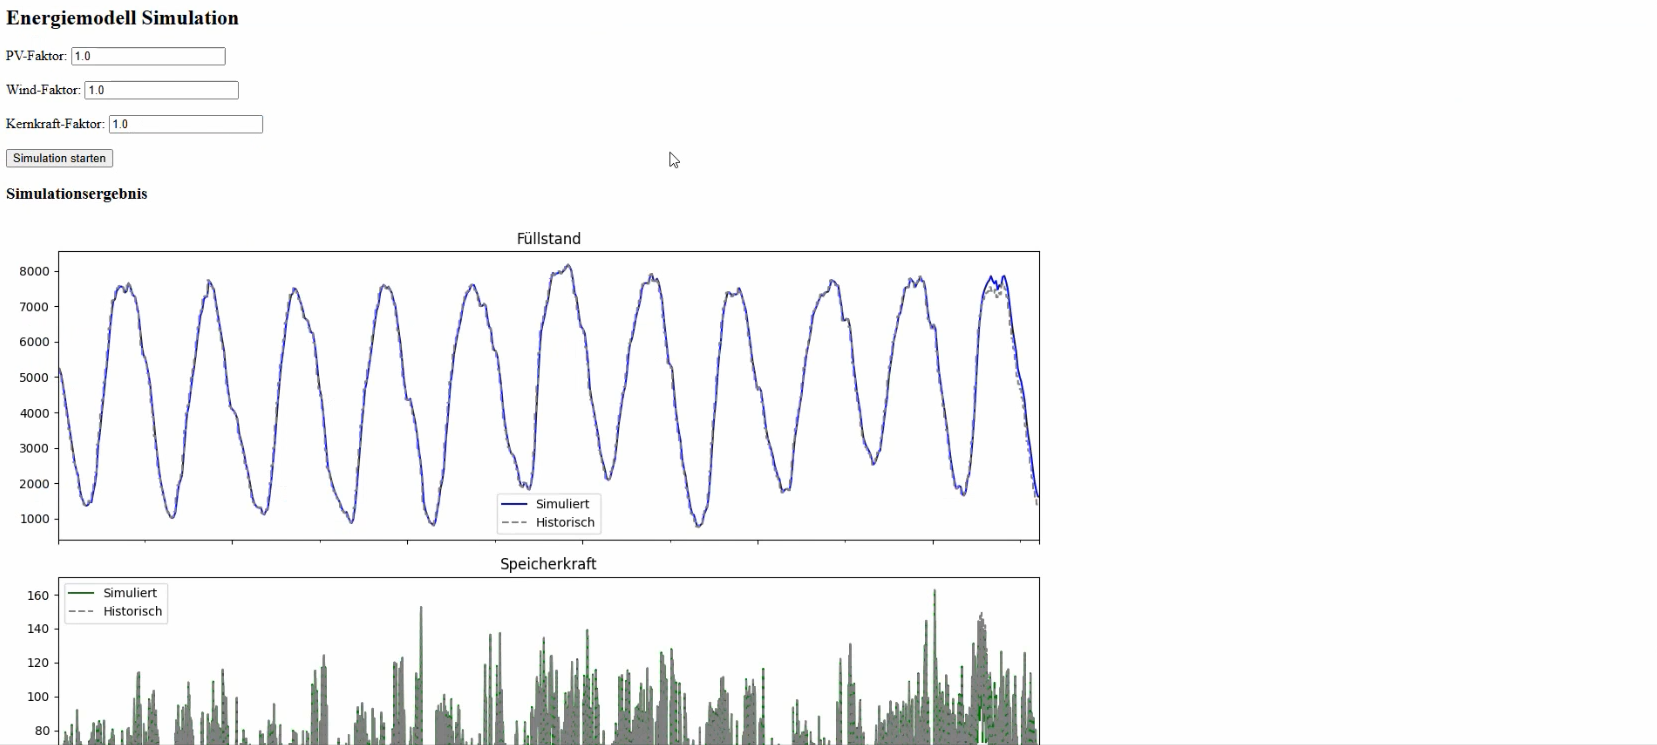 Energiemodell Simulation
PV-Faktor: 1.0
Wind-Faktor: 1.0
Kernkraft-Faktor: 1.0
Simulation starten
Simulationsergebnis
Füllstand
8000
7000
6000
5000
4000
3000
2000
1000
Simuliert
Historisch
Speicherkraft
160
140
120
100
80
Simuliert
Historisch